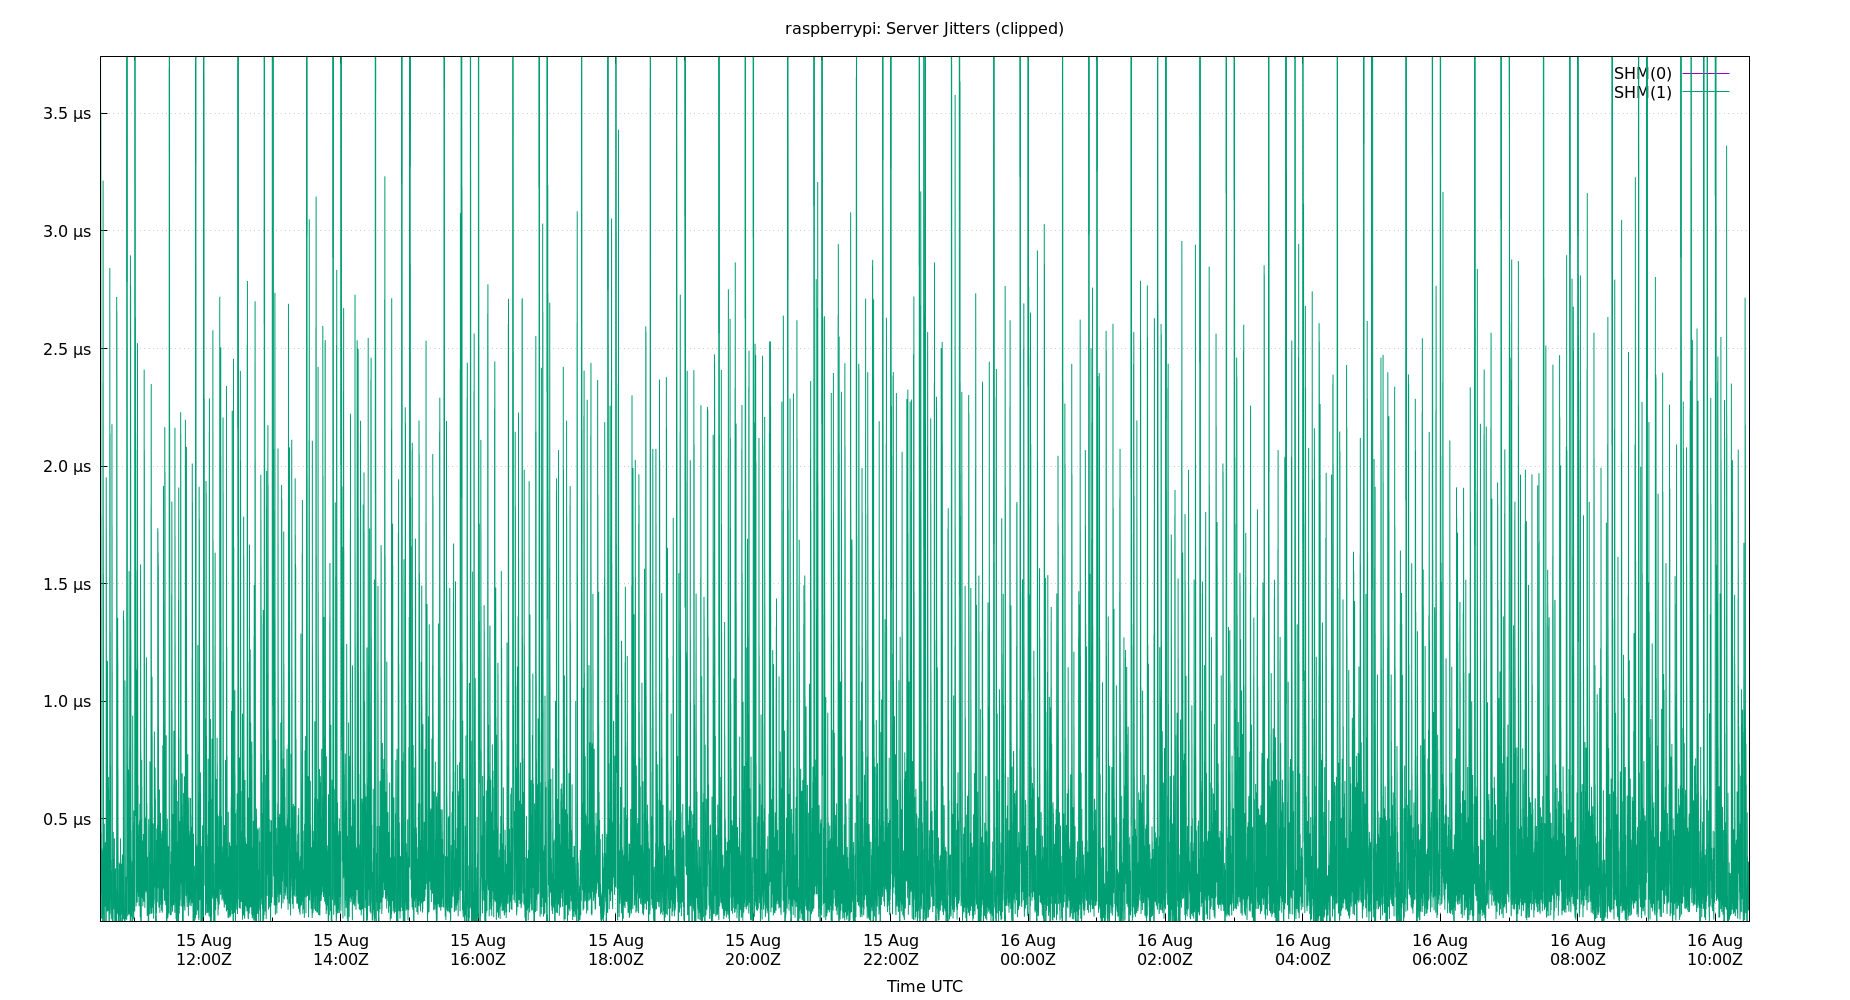 raspberrypi: Server Jitters (clipped)
SHM(0)
SHM(1)
3.5 µs
3.0 µs
2.5 µs
2.0 µs
1.5 µs
1.0 µs
0.5 µs
15 Aug 15 Aug 15 Aug 15 Aug 15 Aug 15 Aug 16 Aug 16 Aug 16 Aug 16 Aug 16 Aug 16 Aug
12:00Z 14:00Z 16:00Z 18:00Z 20:00Z 22:00Z 00:00Z 02:00Z 04:00Z 06:00Z 08:00Z 10:00Z
Time UTC